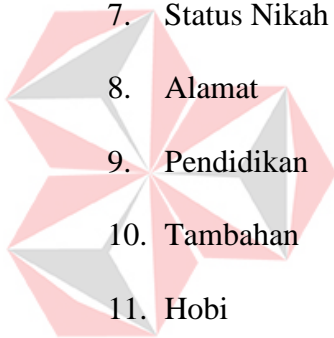 7. Status Nikah
8. Alamat
9. Pendidikan
10. Tambahan
11. Hobi